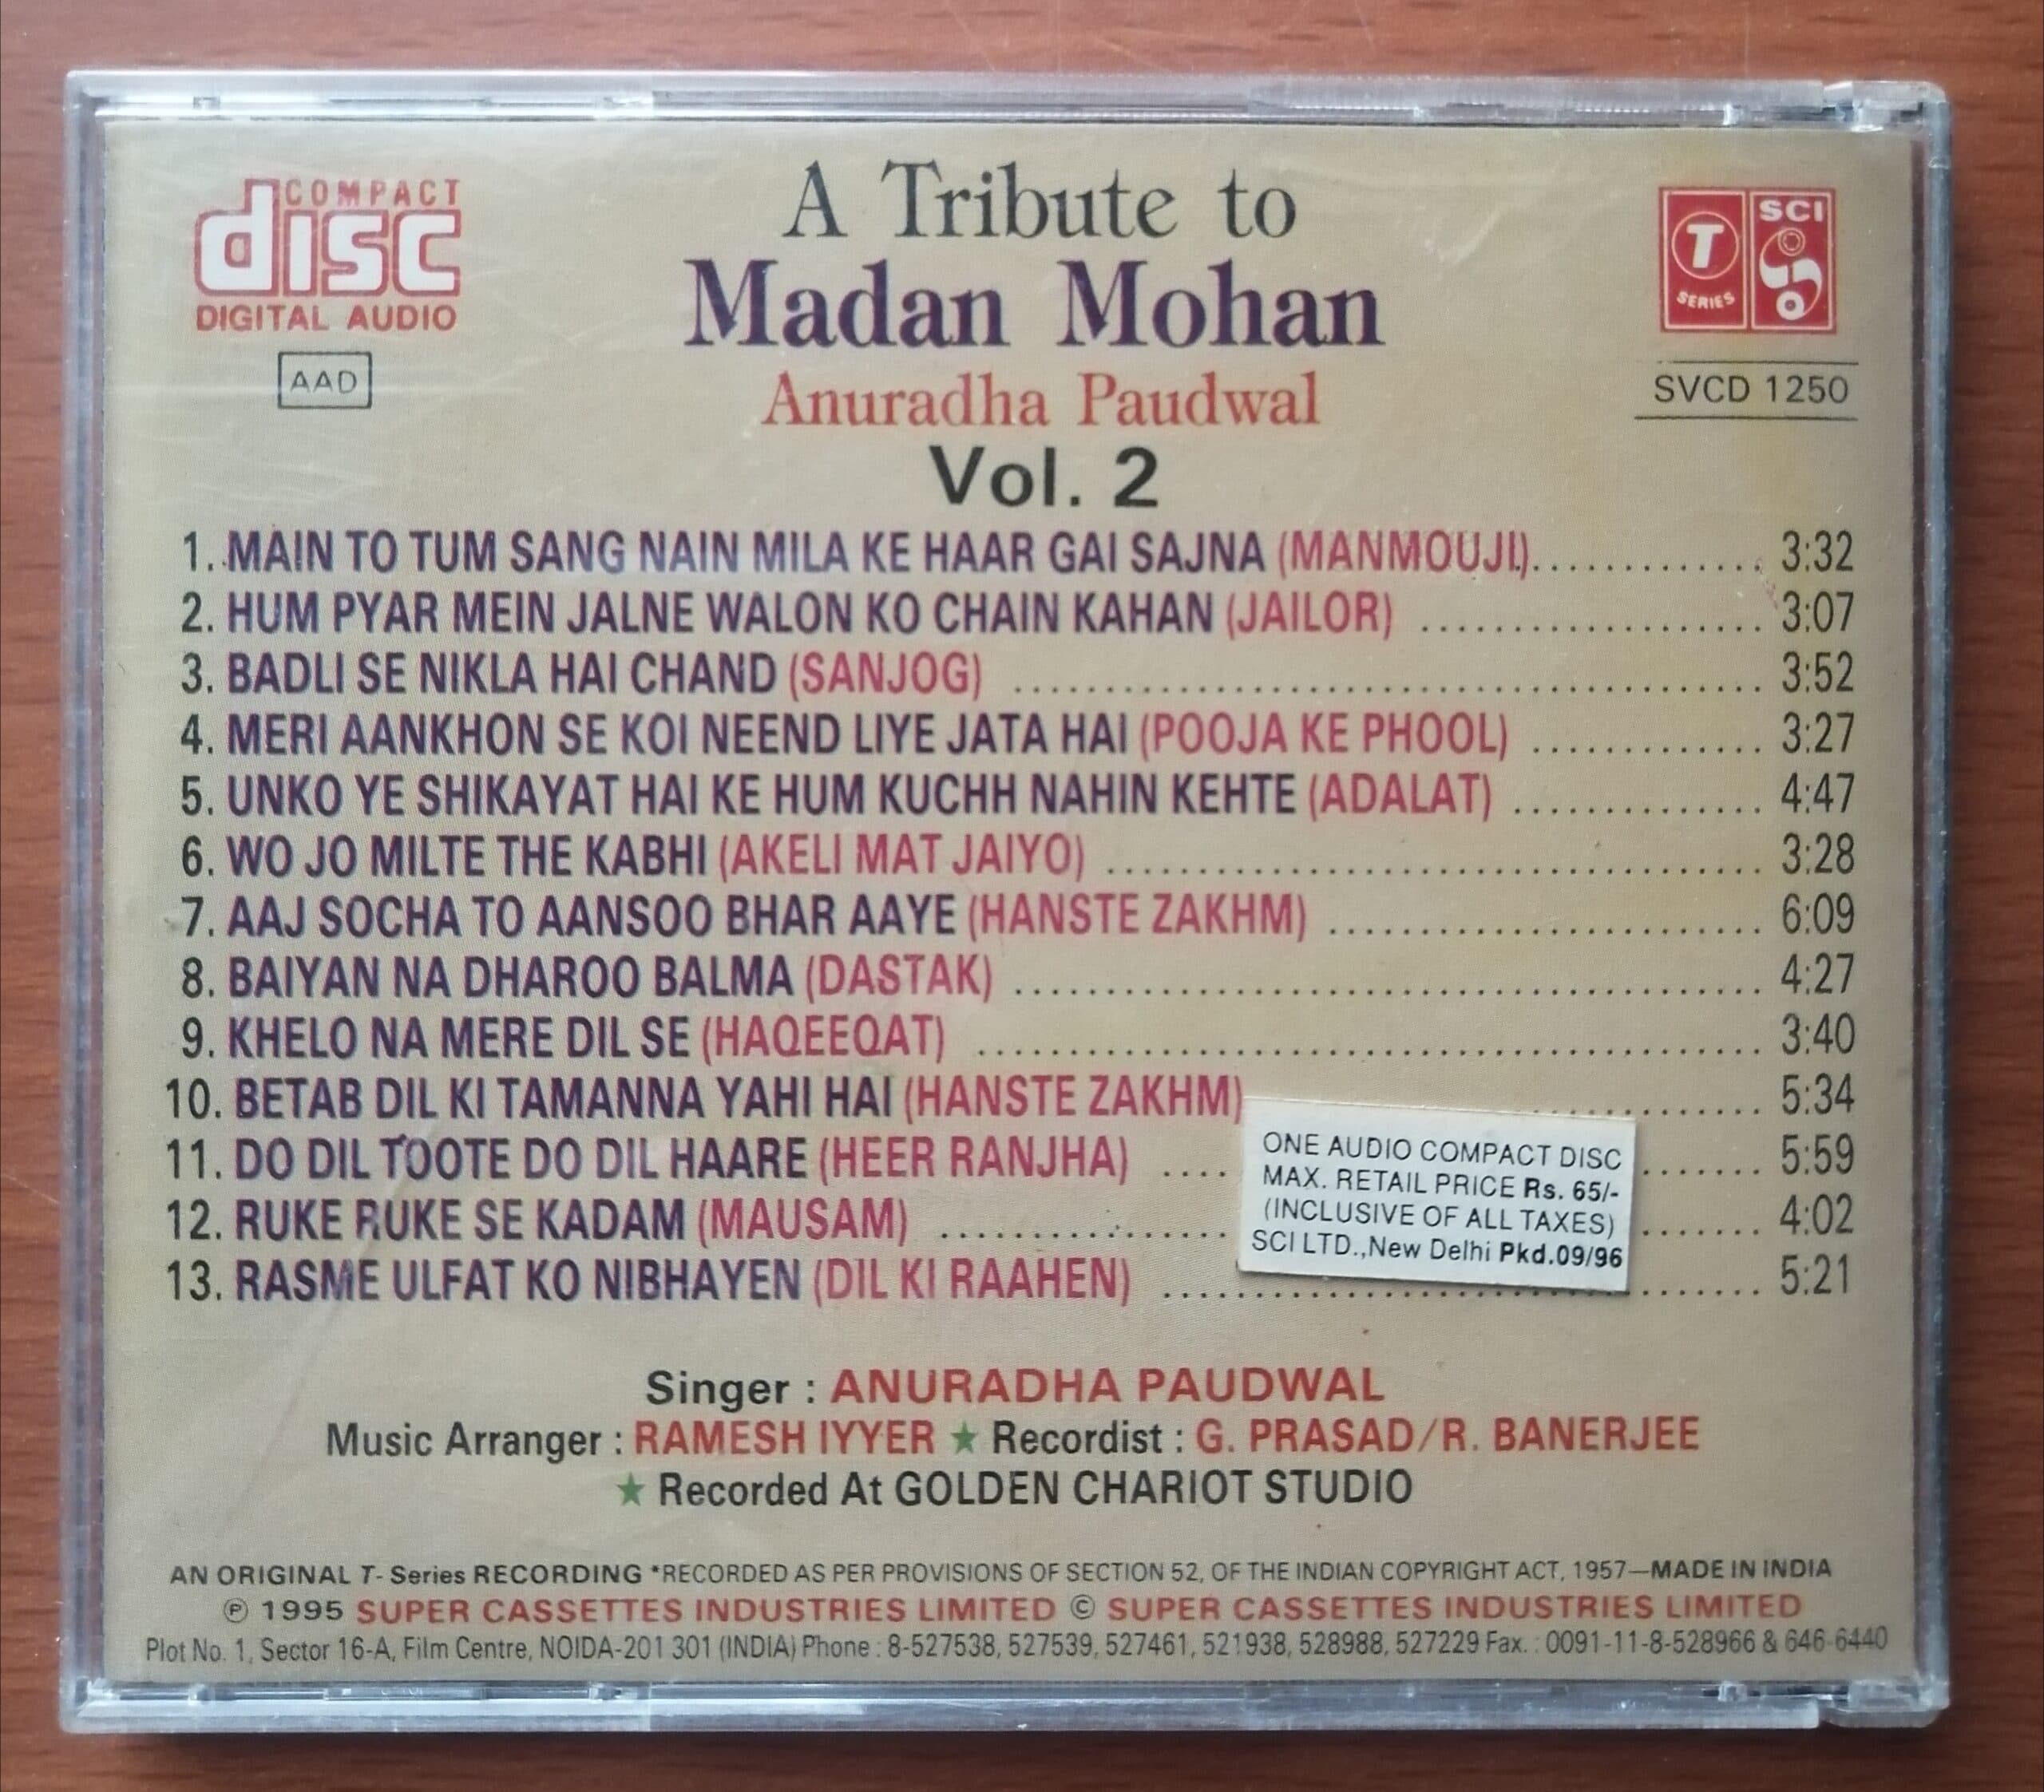 COMPACT
disc
DIGITAL AUDIO
AAD
A Tribute to
Madan Mohan
Anuradha Paudwal
Vol. 2
T
SERIES
SCI
SVCD 1250
1. MAIN TO TUM SANG NAIN MILA KE HAAR GAI SAJNA (MANMOUJI)............. 3:32
2. HUM PYAR MEIN JALNE WALON KO CHAIN KAHAN (JAILOR) ................... 3:07
3. BADLI SE NIKLA HAI CHAND (SANJOG) ......................................... 3:52
4. MERI AANKHON SE KOI NEEND LIYE JATA HAI (POOJA KE PHOOL) ............. 3:27
5. UNKO YE SHIKAYAT HAI KE HUM KUCHH NAHIN KEHTE (ADALAT) .............. 4:47
6. WO JO MILTE THE KABHI (AKELI MAT JAIYO) .................................... 3:28
7. AAJ SOCHA TO AANSOO BHAR AAYE (HANSTE ZAKHM) ........................ 6:09
8. BAIYAN NA DHAROO BALMA (DASTAK) ......................................... 4:27
9. KHELO NA MERE DIL SE (HAQEEQAT) ........................................... 3:40
10. BETAB DIL KI TAMANNA YAHI HAI (HANSTE ZAKHM) ............. 5:34
11. DO DIL TOOTE DO DIL HAARE (HEER RANJHA) .... ....... 5:59
12. RUKE RUKE SE KADAM (MAUSAM) ................ ....... 4:02
13. RASME ULFAT KO NIBHAYEN (DIL KI RAAHEN) ................................. 5:21
ONE AUDIO COMPACT DISC
MAX. RETAIL PRICE Rs. 65/-
(INCLUSIVE OF ALL TAXES)
SCI LTD.,New Delhi Pkd.09/96
Singer : ANURADHA PAUDWAL
Music Arranger : RAMESH IYYER ★ Recordist : G. PRASAD/R. BANERJEE
★ Recorded At GOLDEN CHARIOT STUDIO
AN ORIGINAL T- Series RECORDING *RECORDED AS PER PROVISIONS OF SECTION 52, OF THE INDIAN COPYRIGHT ACT, 1957—MADE IN INDIA
℗ 1995 SUPER CASSETTES INDUSTRIES LIMITED © SUPER CASSETTES INDUSTRIES LIMITED
Plot No. 1, Sector 16-A, Film Centre, NOIDA-201 301 (INDIA) Phone : 8-527538, 527539, 527461, 521938, 528988, 527229 Fax. : 0091-11-8-528966 & 646-6440